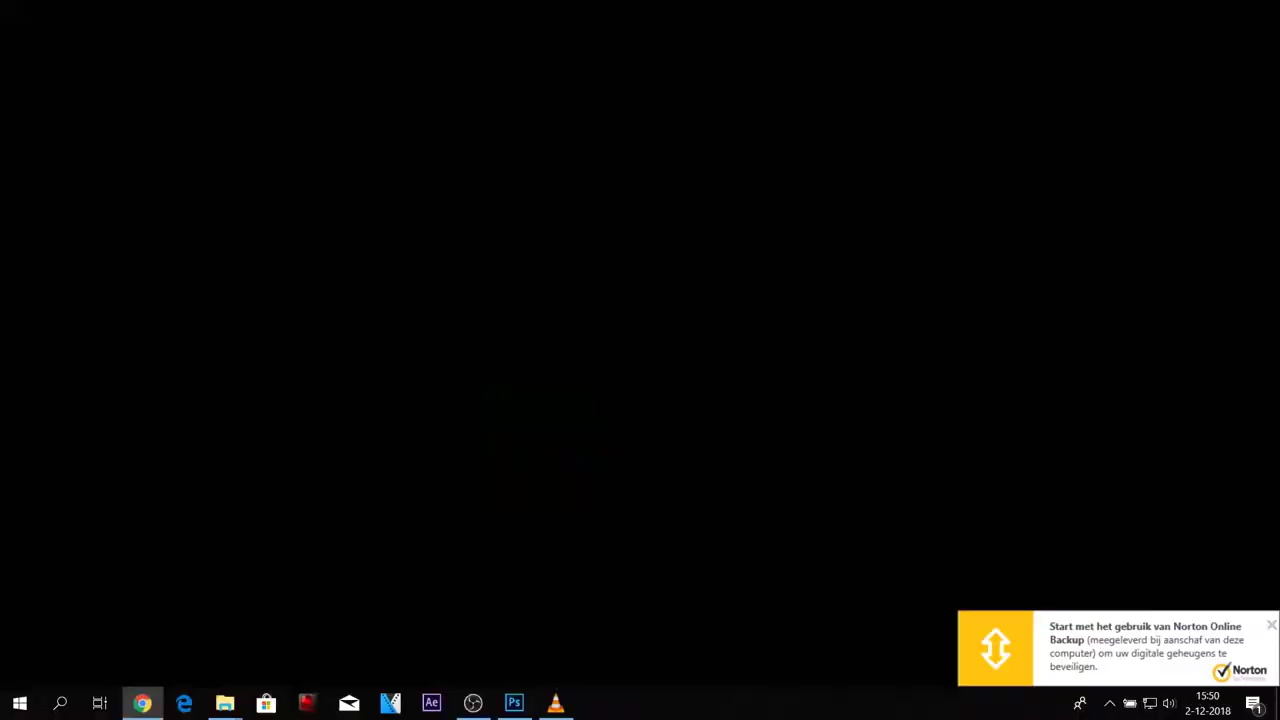 Start met het gebruik van Norton Online
Backup (meegeleverd bij aanschaf van deze
computer) om uw digitale geheugens te
beveiligen.
Norton
Ae
Ps
15:50
2-12-2018
1